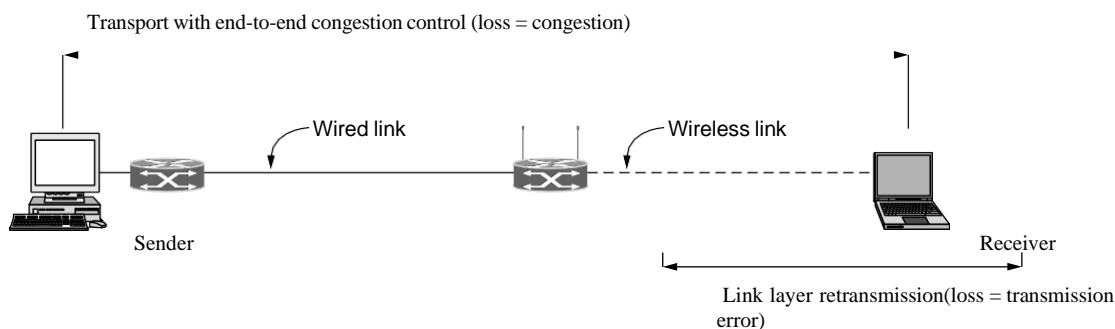 Transport with end-to-end congestion control (loss = congestion)
Wired link
Wireless link
Sender
Receiver
Link layer retransmission(loss = transmission
error)